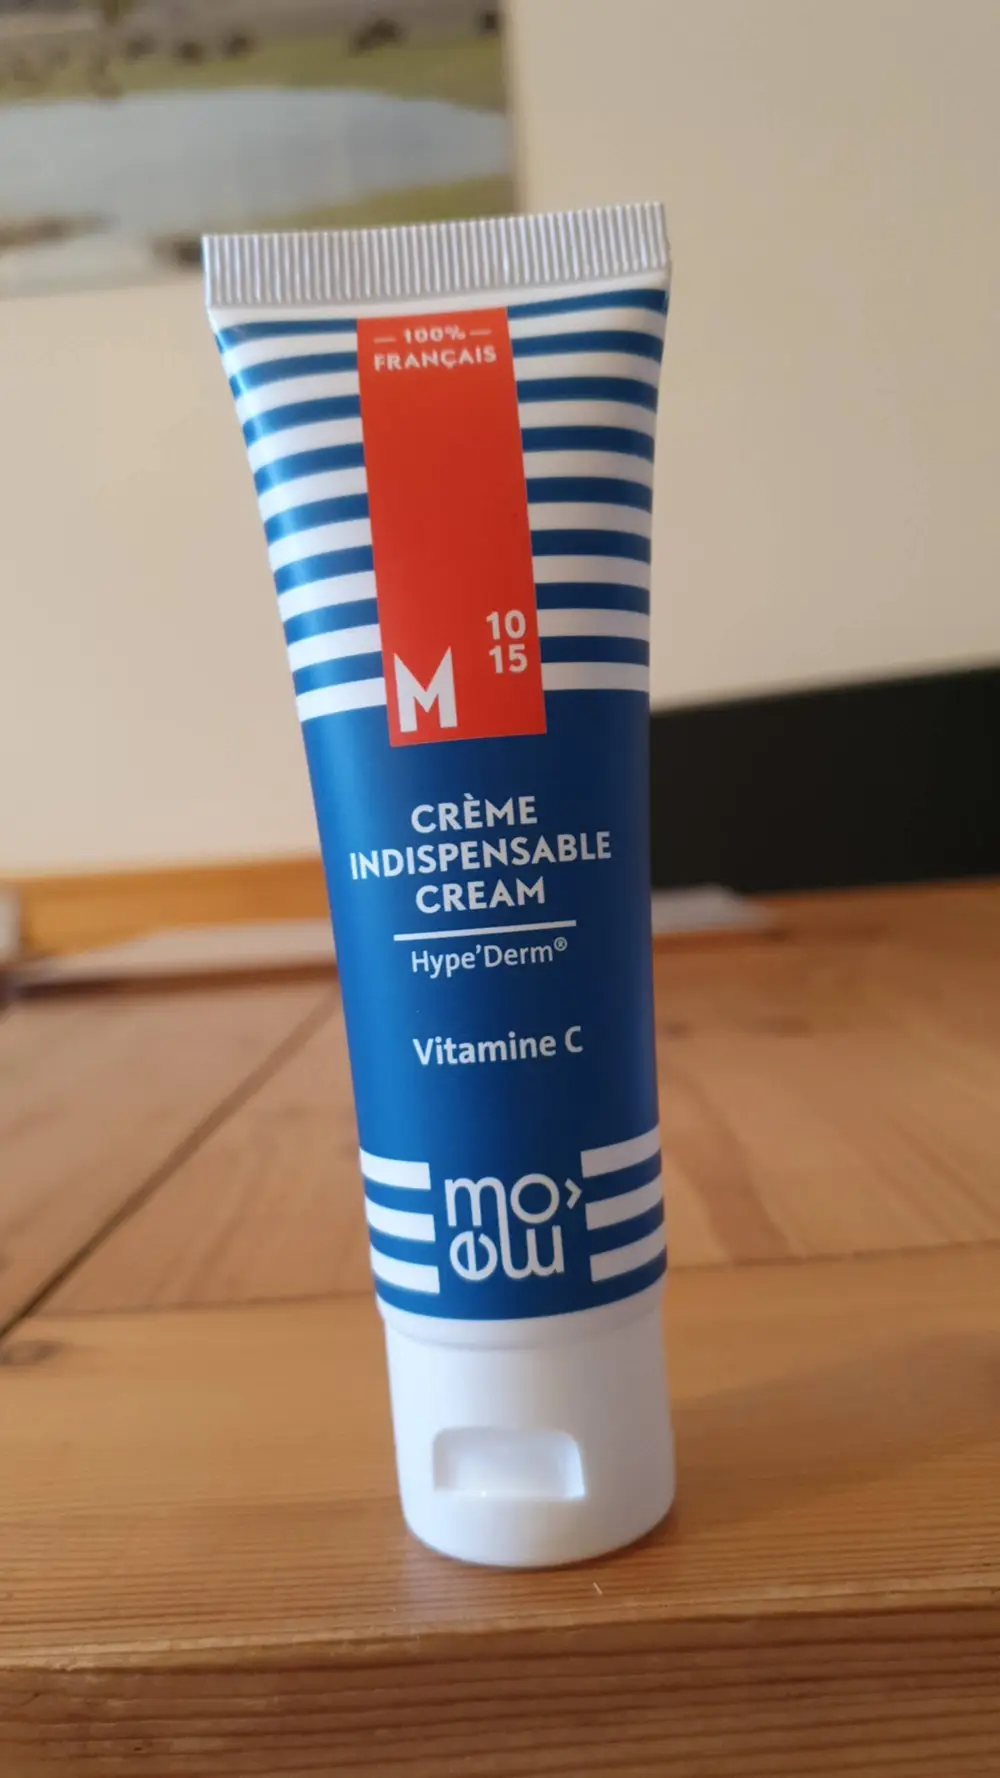 — 100% —
FRANÇAIS
10
15
M
CRÈME
INDISPENSABLE
CREAM
Hype’Derm®
Vitamine C
mo›
ew